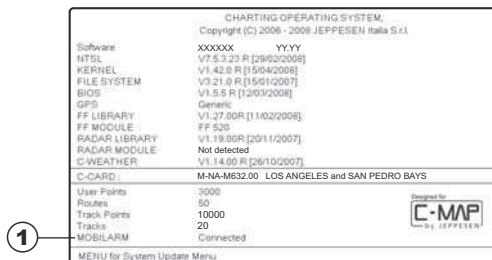 CHARTING OPERATING SYSTEM,
Copyright (C) 2006 - 2008 JEPPESEN Italia S.r.l.
Software XXXXXX YY.YY
NTSL V7.5.3.23 R [29/02/2008]
KERNEL V1.42.0 R [15/04/2008]
FILE SYSTEM V3.21.0 R [15/01/2007]
BIOS V1.5.5 R [12/03/2008]
GPS Generic
FF LIBRARY V1.27.00R [11/02/2008]
FF MODULE FF 520
RADAR LIBRARY V1.19.00R [20/11/2007]
RADAR MODULE Not detected
C-WEATHER V1.14.00 R [26/10/2007]
C-CARD : M-NA-M632.00 LOS ANGELES and SAN PEDRO BAYS
User Points 3000
Routes 50
Track Points 10000
Tracks 20
1 MOBILARM Connected
Designed for
C-MAP
by JEPPESEN
MENU for System Update Menu